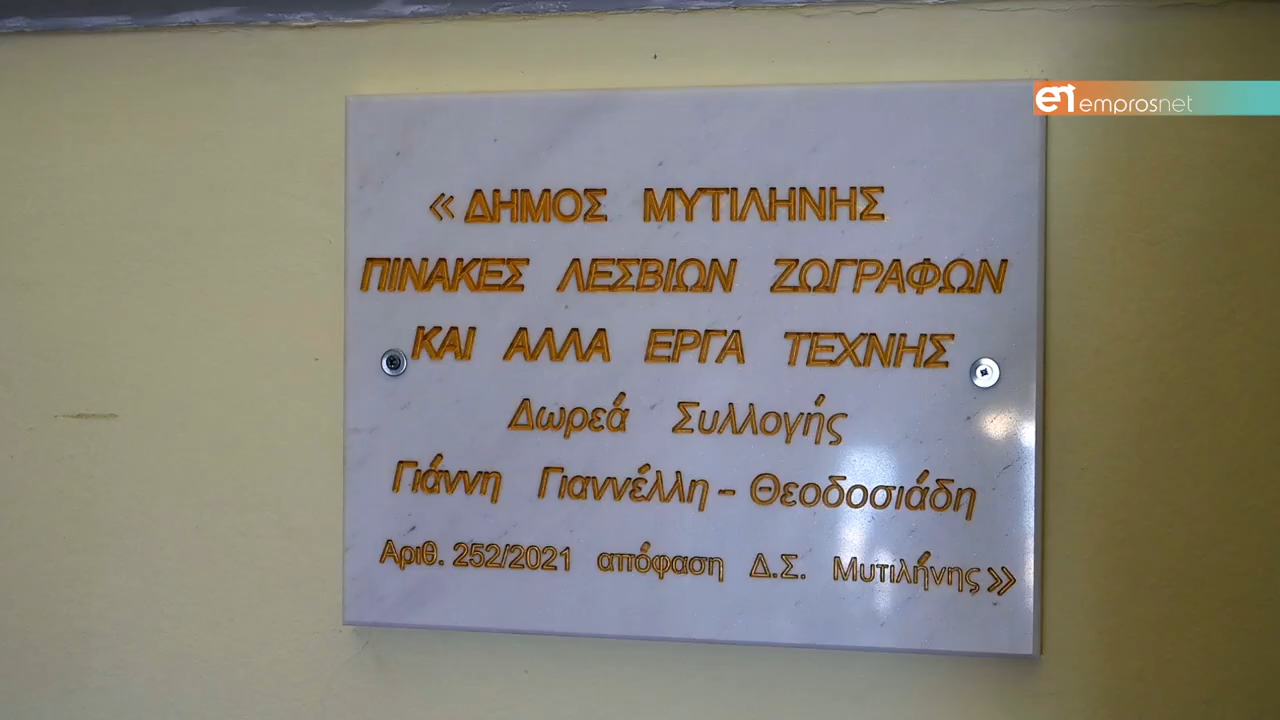 em emprosnet
«ΔΗΜΟΣ ΜΥΤΙΛΗΝΗΣ
ΠΙΝΑΚΕΣ ΛΕΣΒΙΩΝ ΖΩΓΡΑΦΩΝ
ΚΑΙ ΑΛΛΑ ΕΡΓΑ ΤΕΧΝΗΣ
Δωρεά Συλλογής
Γιάννη Γιαννέλλη – Θεοδοσιάδη
Αριθ. 252/2021 απόφαση Δ.Σ. Μυτιλήνης»